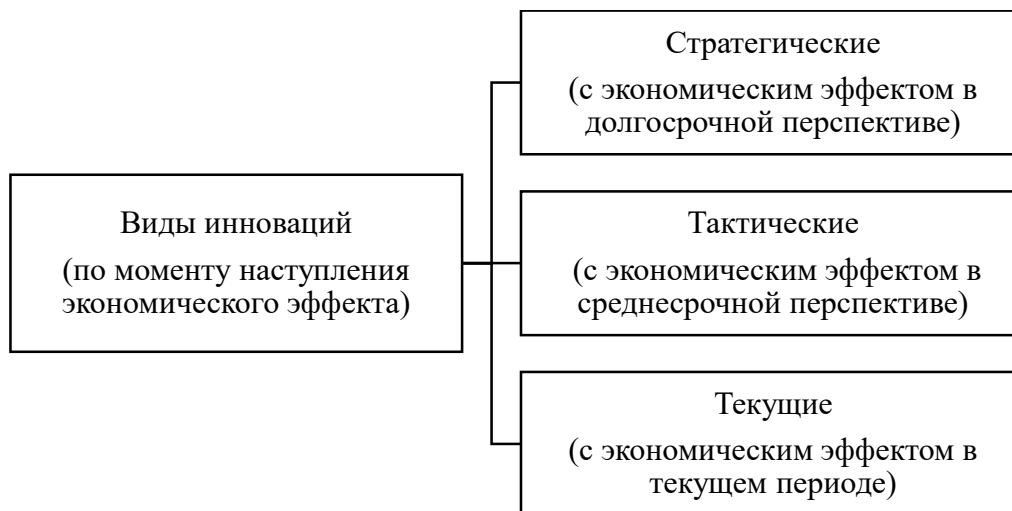 Стратегические
(с экономическим эффектом в
долгосрочной перспективе)
Виды инноваций
(по моменту наступления
экономического эффекта)
Тактические
(с экономическим эффектом в
среднесрочной перспективе)
Текущие
(с экономическим эффектом в
текущем периоде)